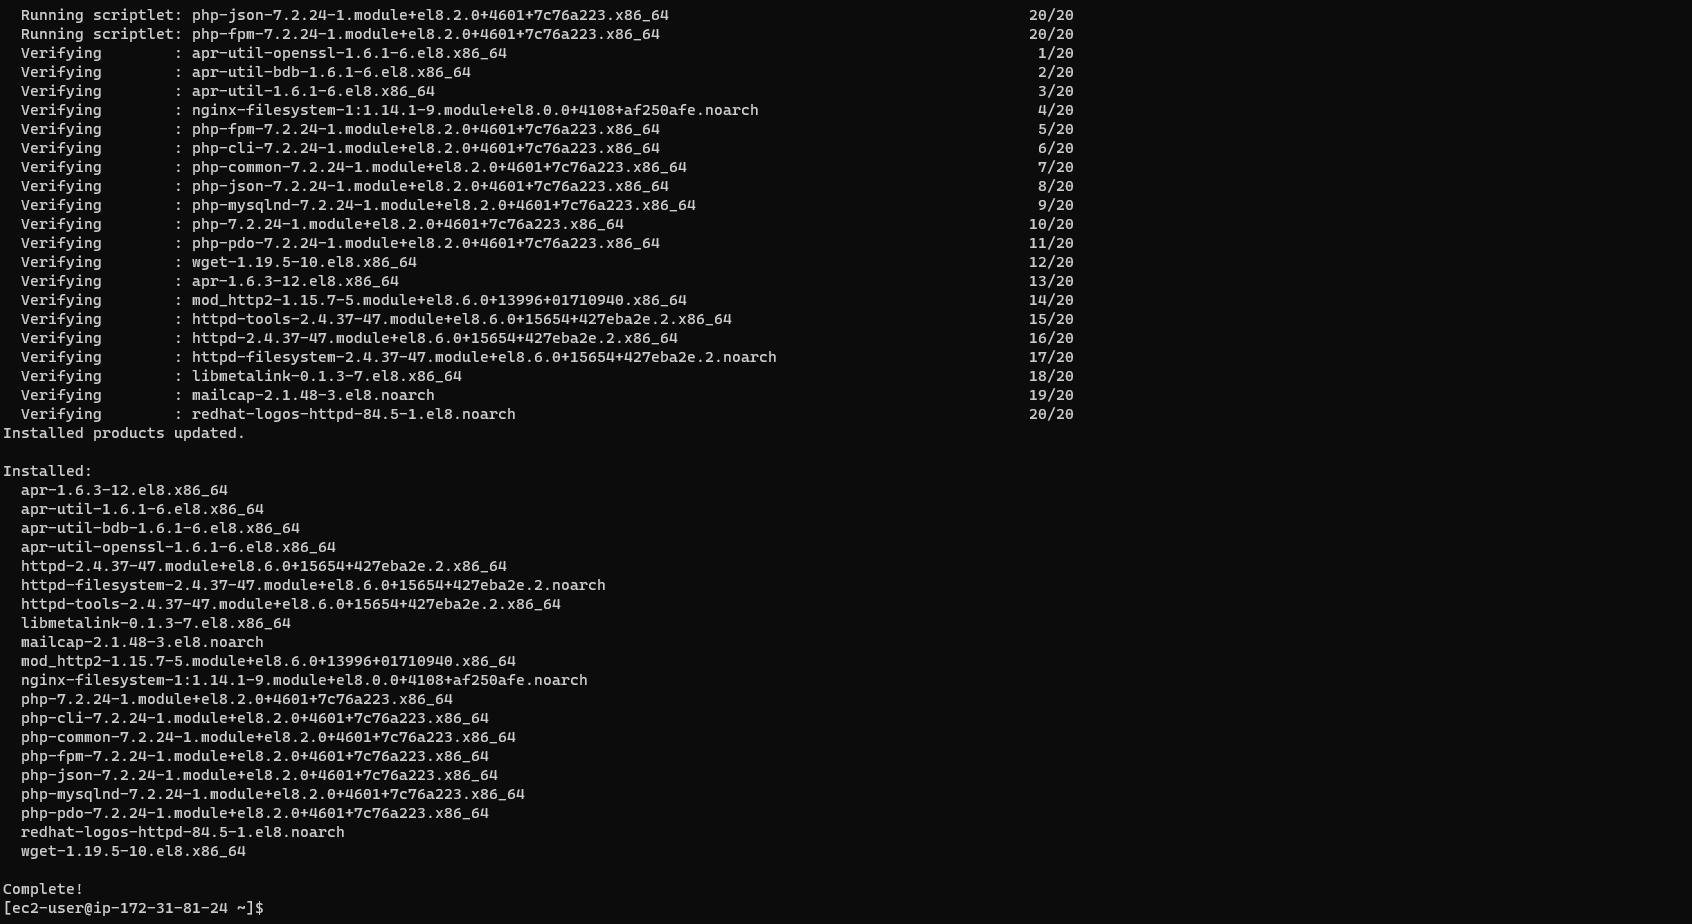 Running scriptlet: php-json-7.2.24-1.module+el8.2.0+4601+7c76a223.x86_64 20/20
Running scriptlet: php-fpm-7.2.24-1.module+el8.2.0+4601+7c76a223.x86_64 20/20
Verifying : apr-util-openssl-1.6.1-6.el8.x86_64 1/20
Verifying : apr-util-bdb-1.6.1-6.el8.x86_64 2/20
Verifying : apr-util-1.6.1-6.el8.x86_64 3/20
Verifying : nginx-filesystem-1:1.14.1-9.module+el8.0.0+4108+af250afe.noarch 4/20
Verifying : php-fpm-7.2.24-1.module+el8.2.0+4601+7c76a223.x86_64 5/20
Verifying : php-cli-7.2.24-1.module+el8.2.0+4601+7c76a223.x86_64 6/20
Verifying : php-common-7.2.24-1.module+el8.2.0+4601+7c76a223.x86_64 7/20
Verifying : php-json-7.2.24-1.module+el8.2.0+4601+7c76a223.x86_64 8/20
Verifying : php-mysqlnd-7.2.24-1.module+el8.2.0+4601+7c76a223.x86_64 9/20
Verifying : php-7.2.24-1.module+el8.2.0+4601+7c76a223.x86_64 10/20
Verifying : php-pdo-7.2.24-1.module+el8.2.0+4601+7c76a223.x86_64 11/20
Verifying : wget-1.19.5-10.el8.x86_64 12/20
Verifying : apr-1.6.3-12.el8.x86_64 13/20
Verifying : mod_http2-1.15.7-5.module+el8.6.0+13996+01710940.x86_64 14/20
Verifying : httpd-tools-2.4.37-47.module+el8.6.0+15654+427eba2e.2.x86_64 15/20
Verifying : httpd-2.4.37-47.module+el8.6.0+15654+427eba2e.2.x86_64 16/20
Verifying : httpd-filesystem-2.4.37-47.module+el8.6.0+15654+427eba2e.2.noarch 17/20
Verifying : libmetalink-0.1.3-7.el8.x86_64 18/20
Verifying : mailcap-2.1.48-3.el8.noarch 19/20
Verifying : redhat-logos-httpd-84.5-1.el8.noarch 20/20
Installed products updated.
Installed:
apr-1.6.3-12.el8.x86_64
apr-util-1.6.1-6.el8.x86_64
apr-util-bdb-1.6.1-6.el8.x86_64
apr-util-openssl-1.6.1-6.el8.x86_64
httpd-2.4.37-47.module+el8.6.0+15654+427eba2e.2.x86_64
httpd-filesystem-2.4.37-47.module+el8.6.0+15654+427eba2e.2.noarch
httpd-tools-2.4.37-47.module+el8.6.0+15654+427eba2e.2.x86_64
libmetalink-0.1.3-7.el8.x86_64
mailcap-2.1.48-3.el8.noarch
mod_http2-1.15.7-5.module+el8.6.0+13996+01710940.x86_64
nginx-filesystem-1:1.14.1-9.module+el8.0.0+4108+af250afe.noarch
php-7.2.24-1.module+el8.2.0+4601+7c76a223.x86_64
php-cli-7.2.24-1.module+el8.2.0+4601+7c76a223.x86_64
php-common-7.2.24-1.module+el8.2.0+4601+7c76a223.x86_64
php-fpm-7.2.24-1.module+el8.2.0+4601+7c76a223.x86_64
php-json-7.2.24-1.module+el8.2.0+4601+7c76a223.x86_64
php-mysqlnd-7.2.24-1.module+el8.2.0+4601+7c76a223.x86_64
php-pdo-7.2.24-1.module+el8.2.0+4601+7c76a223.x86_64
redhat-logos-httpd-84.5-1.el8.noarch
wget-1.19.5-10.el8.x86_64
Complete!
[ec2-user@ip-172-31-81-24 ~]$